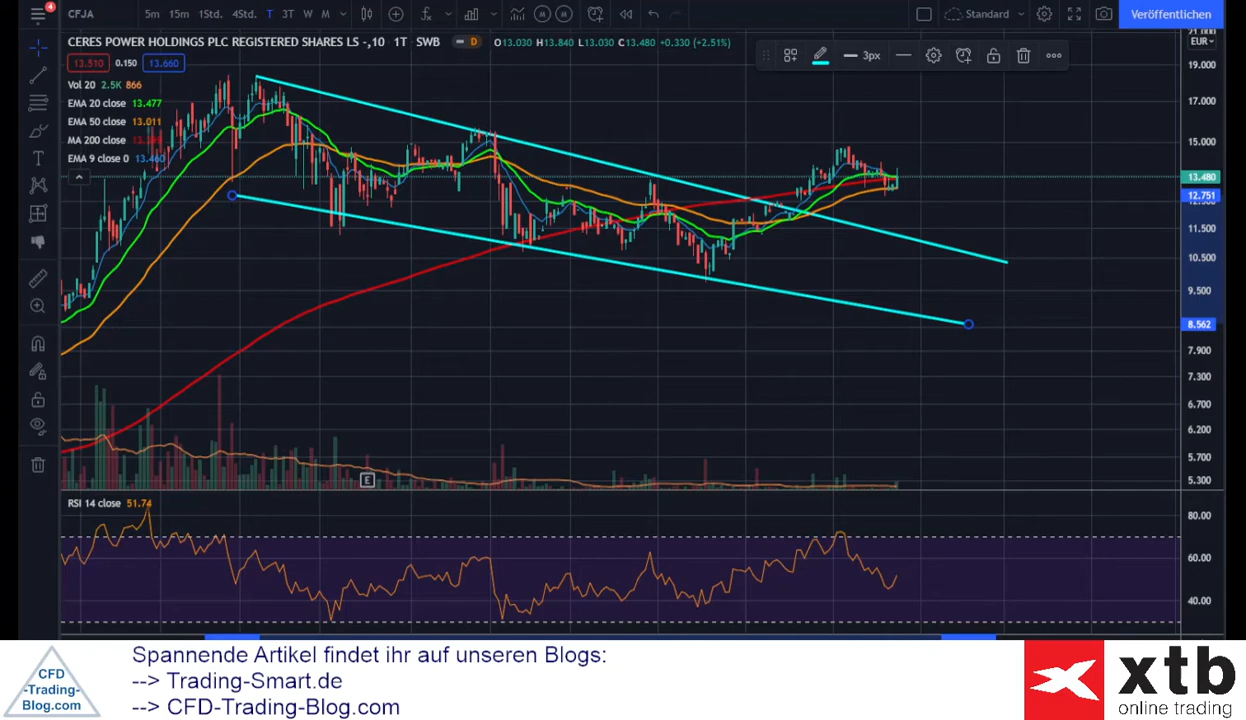 4
CFJA 5m 15m 1Std. 4Std. T 3T W M Standard Veröffentlichen
CERES POWER HOLDINGS PLC REGISTERED SHARES LS -,10 1T SWB D O13.030 H13.840 L13.030 C13.480 +0.330 (+2.51%)
3px
EUR
13.510 0.150 13.660
Vol 20 2.5K 866
EMA 20 close 13.477
EMA 50 close 13.011
MA 200 close
EMA 9 close 0 13.460
19.000
17.000
15.000
13.480
12.751
11.500
10.500
9.500
8.562
7.900
7.300
6.700
6.200
5.700
5.300
E
RSI 14 close 51.74
80.00
60.00
40.00
CFD
-Trading-
Blog.com
Spannende Artikel findet ihr auf unseren Blogs:
--> Trading-Smart.de
--> CFD-Trading-Blog.com
xtb
online trading